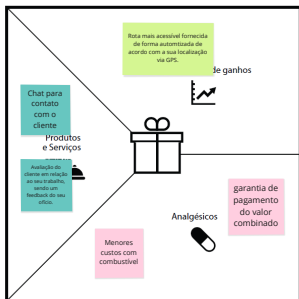 Rota mais acessível fornecida
de forma automtizada de
acordo com a sua localização
via GPS.
de ganhos
Chat para
contato
com o
cliente
Produtos
e Serviços
Avaliação do
cliente em relação
ao seu trabalho,
sendo um
feedback do seu
ofício.
garantia de
pagamento
do valor
combinado
Analgésicos
Menores
custos com
combustível